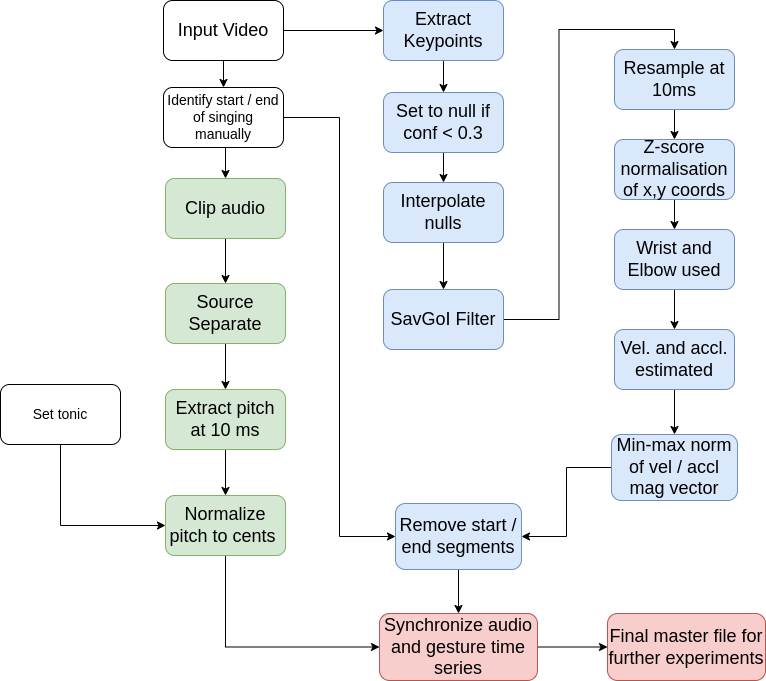 Input Video
Extract
Keypoints
Identify start / end
of singing
manually
Set to null if
conf < 0.3
Resample at
10ms
Z-score
normalisation
of x,y coords
Clip audio
Interpolate
nulls
Wrist and
Elbow used
Source
Separate
SavGol Filter
Vel. and accl.
estimated
Set tonic
Extract pitch
at 10 ms
Min-max norm
of vel / accl
mag vector
Normalize
pitch to cents
Remove start /
end segments
Synchronize audio
and gesture time
series
Final master file for
further experiments